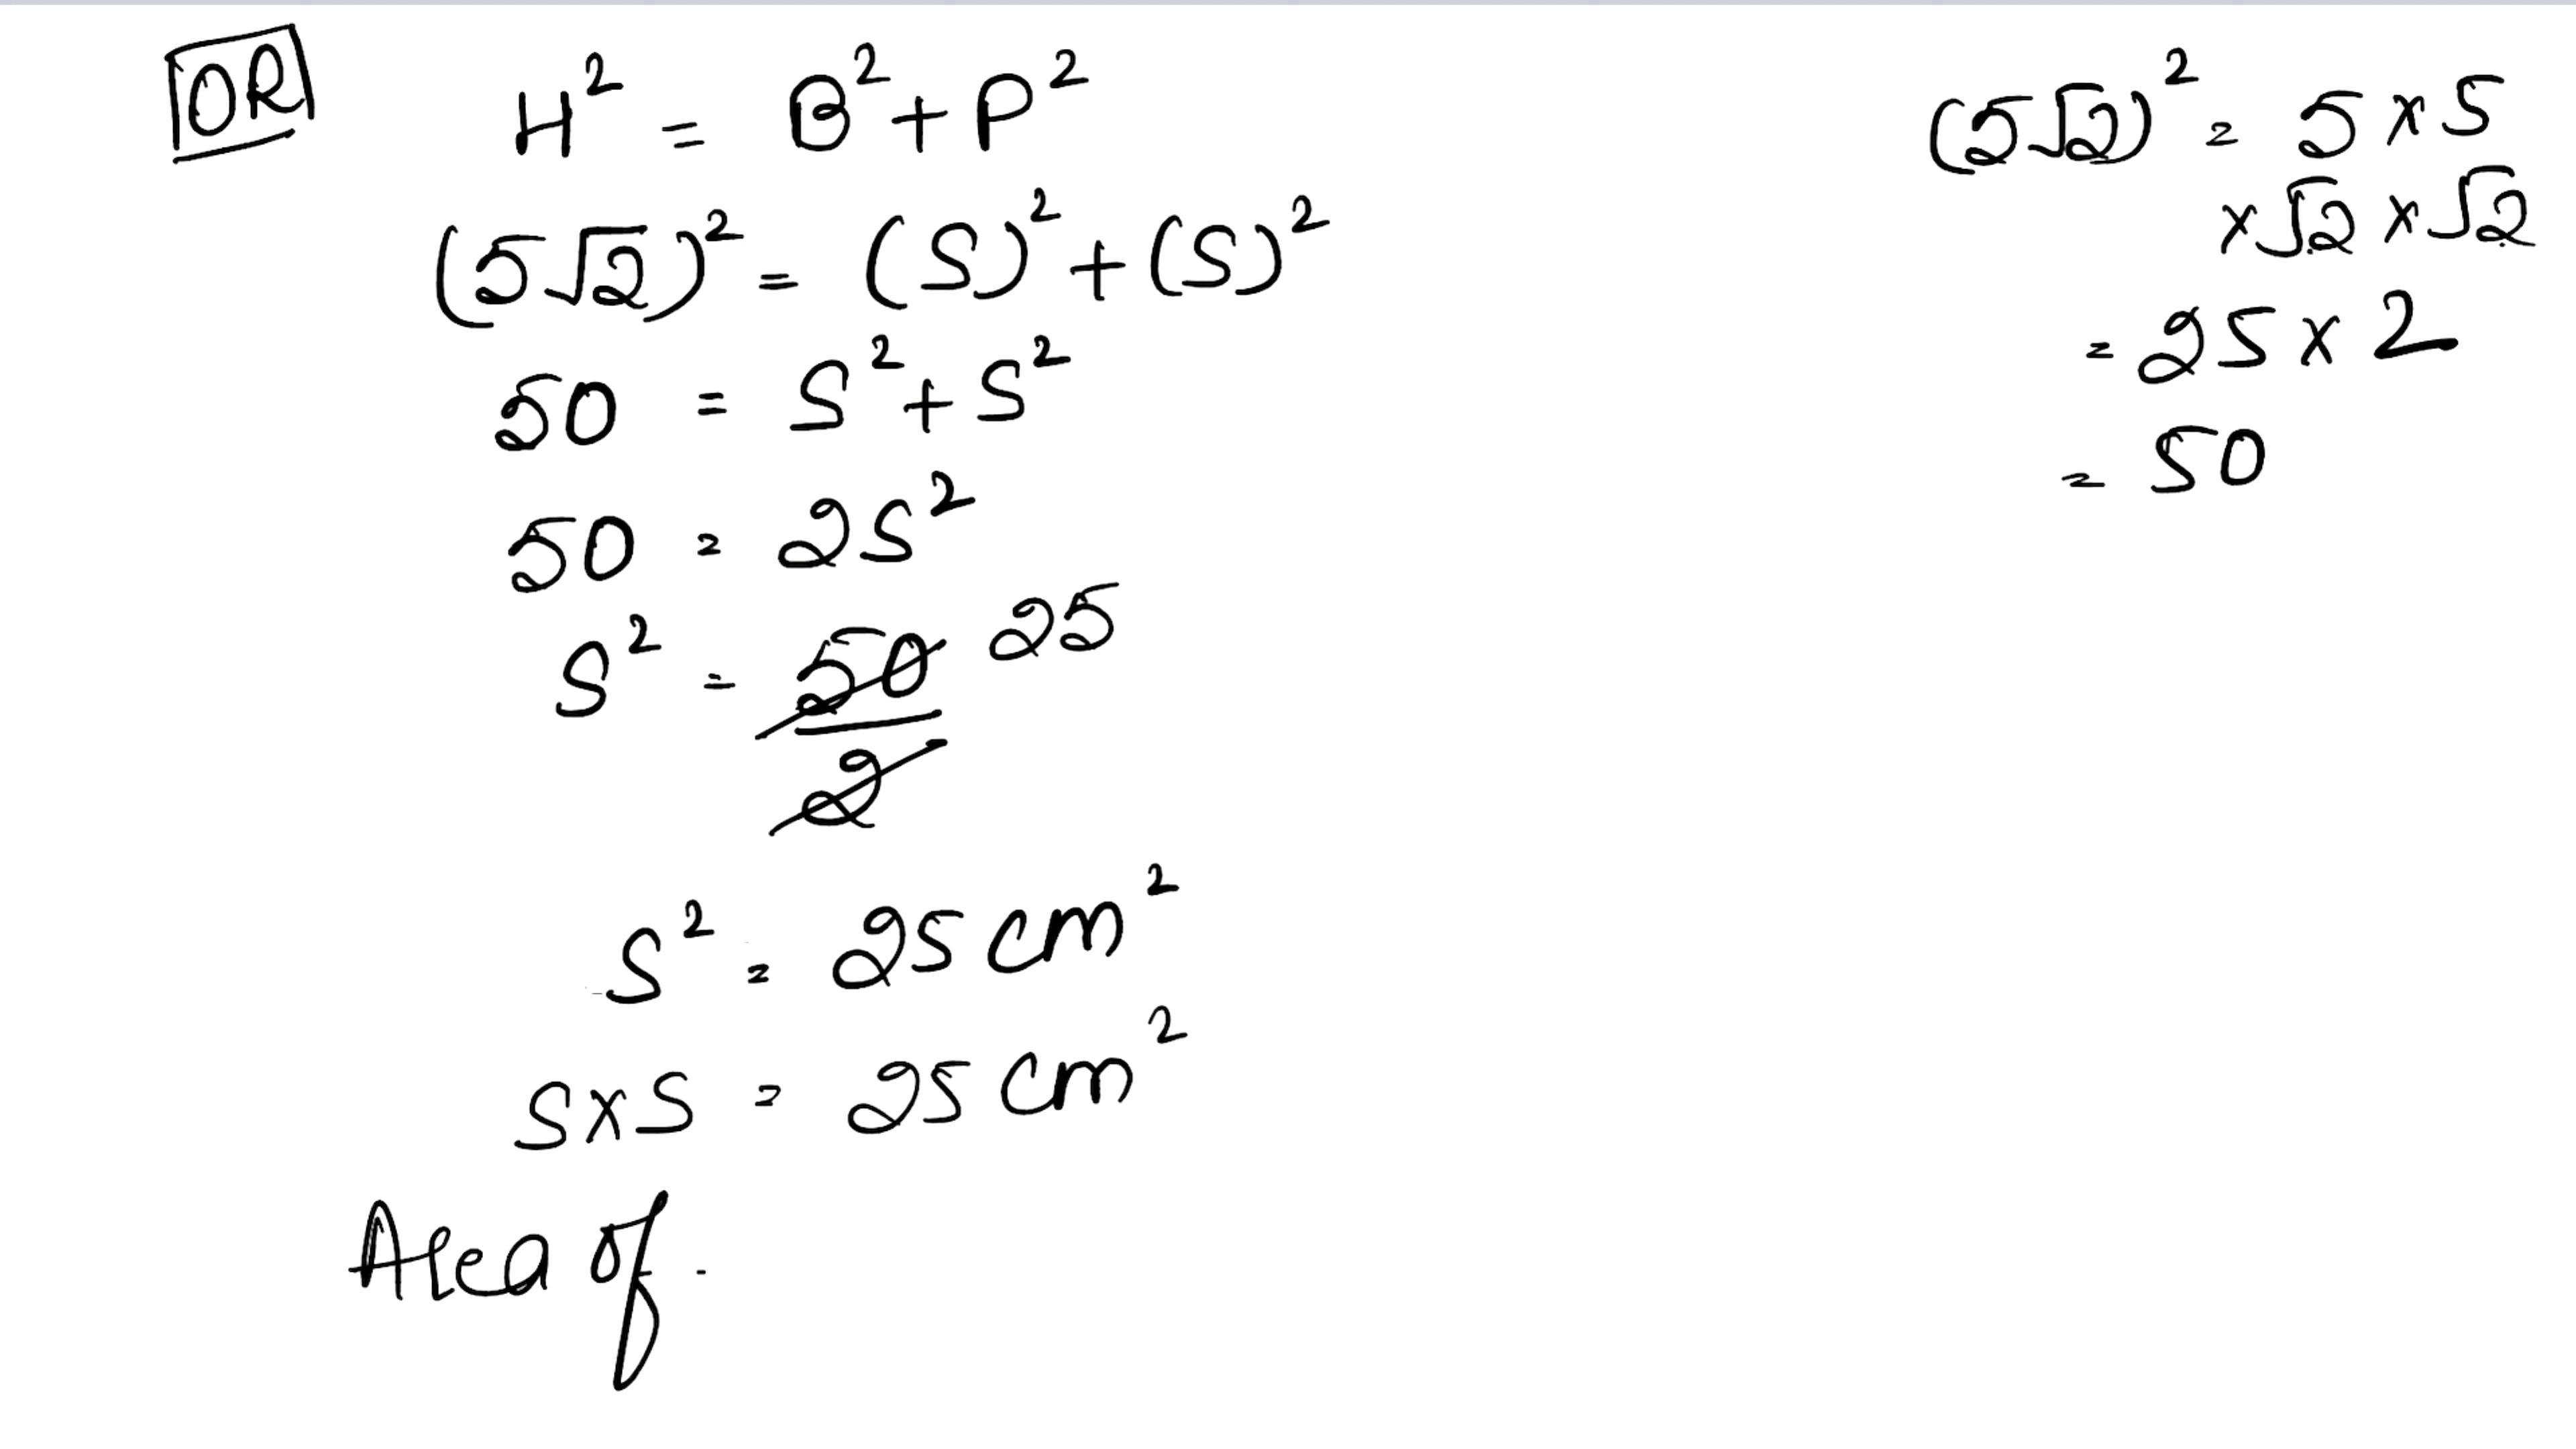 OR
H² = B² + P²
(5√2)² = (S)² + (S)²
50 = S² + S²
50 = 2S²
S² = 50/2 25
S² = 25 cm²
S×S = 25 cm²
Area of
(5√2)² = 5 × 5
×√2 ×√2
= 25 × 2
= 50